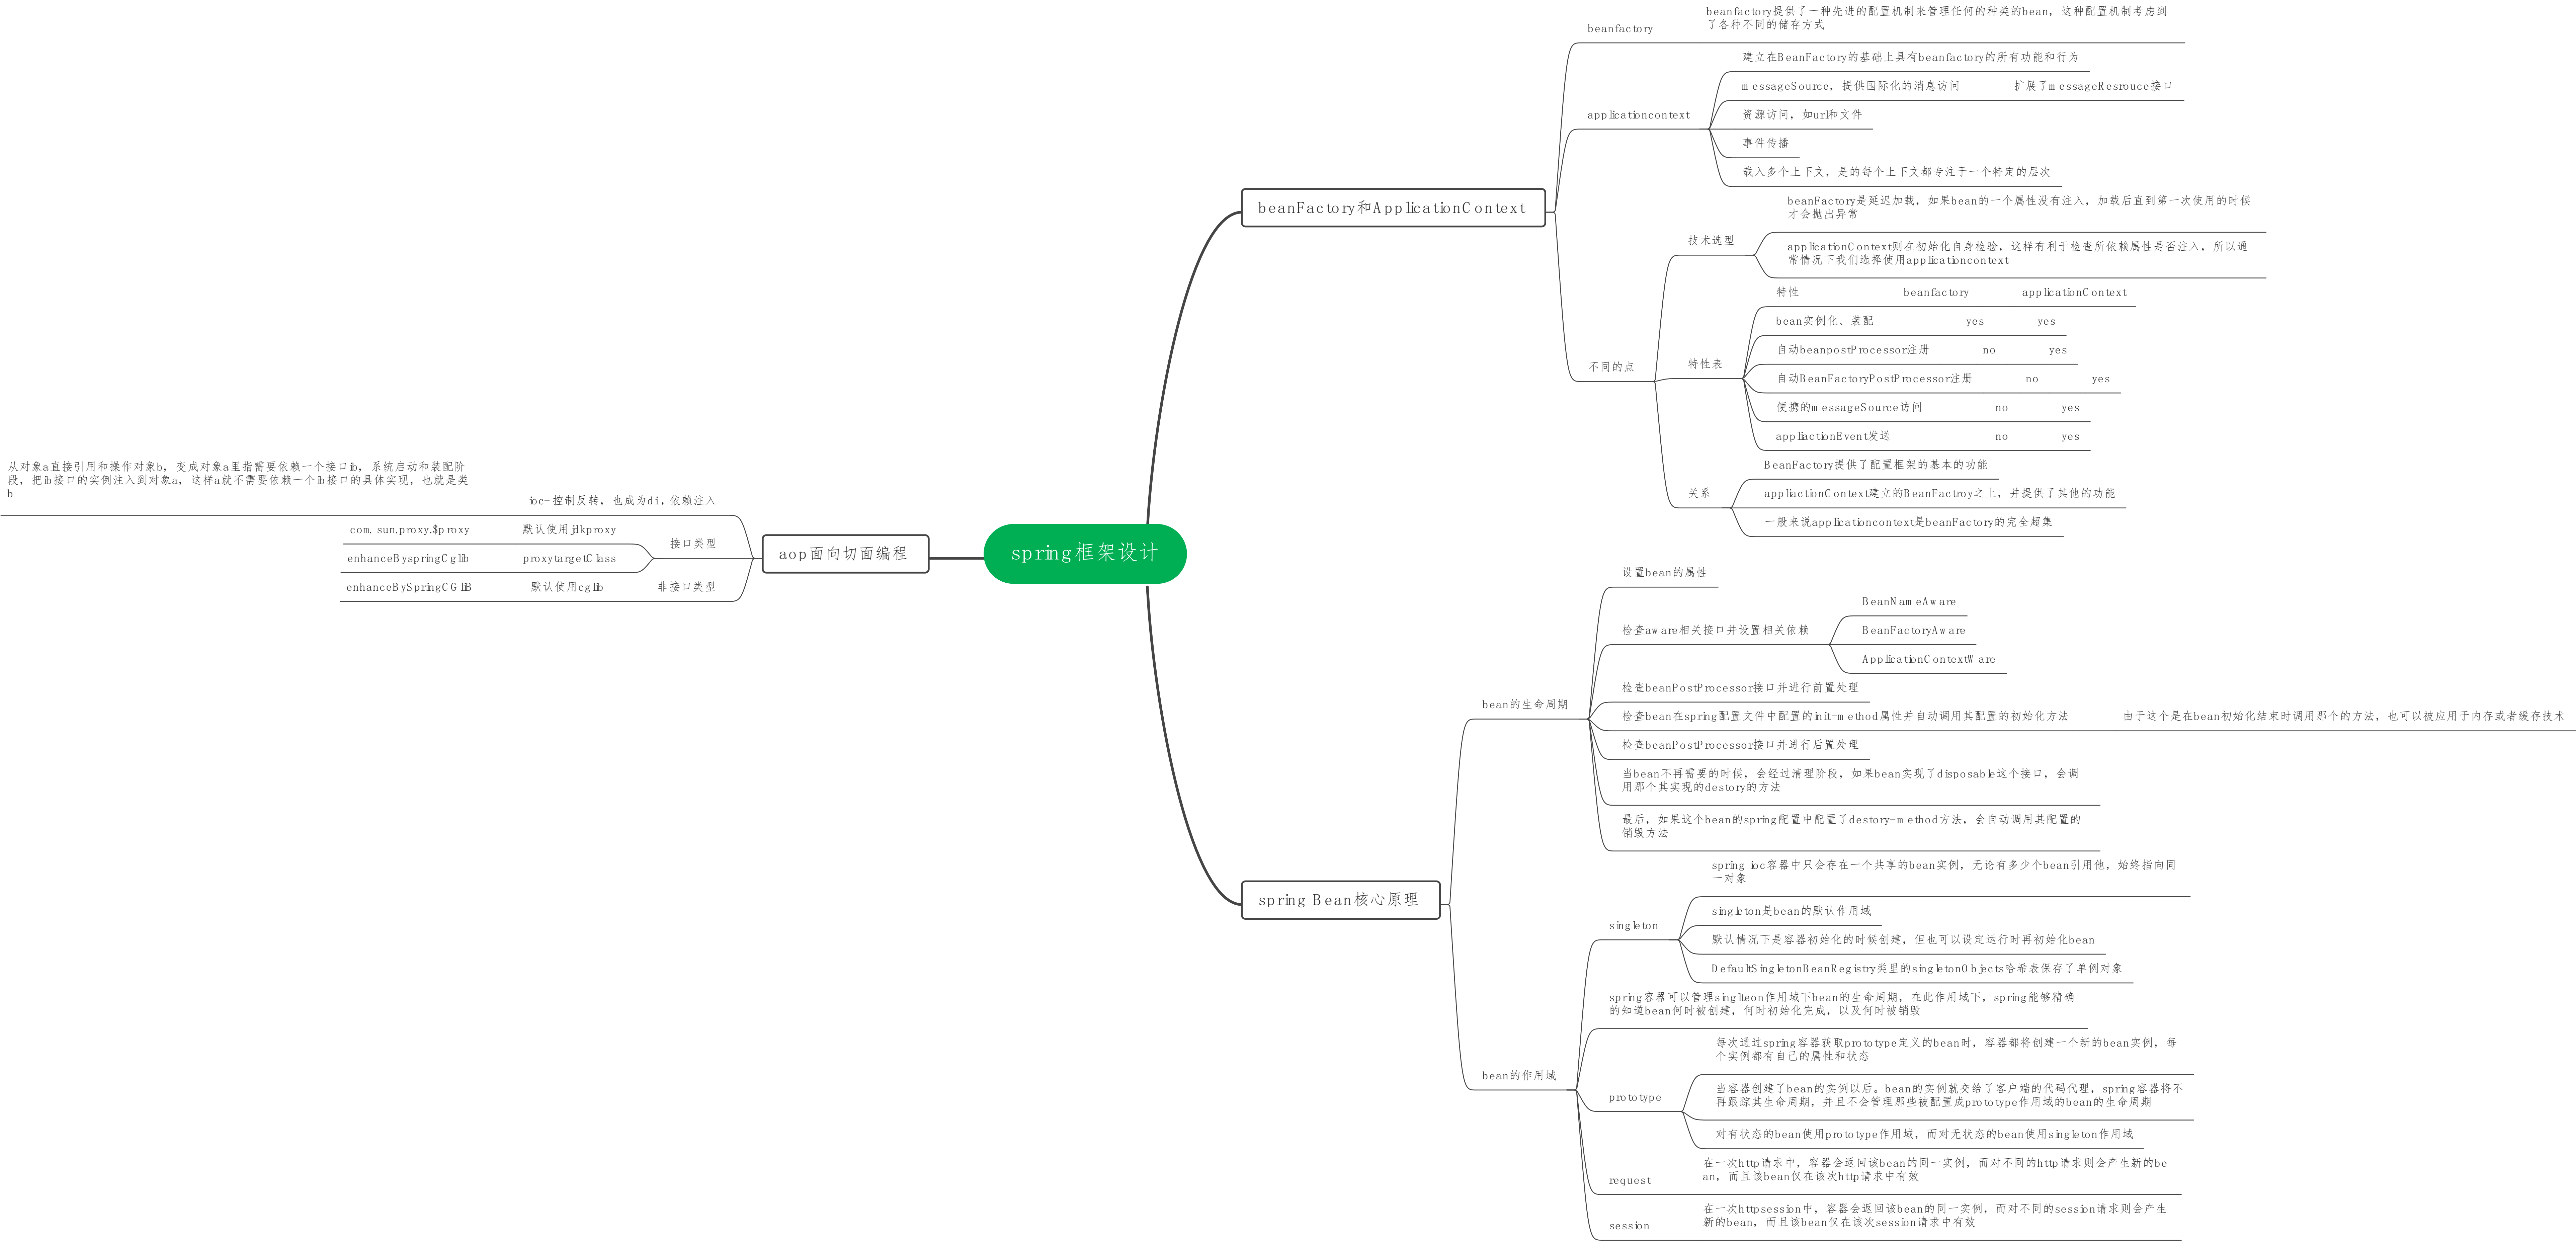 spring框架设计
beanFactory和ApplicationContext
beanfactory
beanfactory提供了一种先进的配置机制来管理任何的种类的bean，这种配置机制考虑到
了各种不同的储存方式
applicationcontext
建立在BeanFactory的基础上具有beanfactory的所有功能和行为
messageSource，提供国际化的消息访问
扩展了messageResrouce接口
资源访问，如url和文件
事件传播
载入多个上下文，是的每个上下文都专注于一个特定的层次
不同的点
技术选型
beanFactory是延迟加载，如果bean的一个属性没有注入，加载后直到第一次使用的时候
才会抛出异常
applicationContext则在初始化自身检验，这样有利于检查所依赖属性是否注入，所以通
常情况下我们选择使用applicationcontext
特性表
特性 beanfactory applicationContext
bean实例化、装配 yes yes
自动beanpostProcessor注册 no yes
自动BeanFactoryPostProcessor注册 no yes
便携的messageSource访问 no yes
appliactionEvent发送 no yes
关系
BeanFactory提供了配置框架的基本的功能
appliactionContext建立的BeanFactroy之上，并提供了其他的功能
一般来说applicationcontext是beanFactory的完全超集
spring Bean核心原理
bean的生命周期
设置bean的属性
检查aware相关接口并设置相关依赖
BeanNameAware
BeanFactoryAware
ApplicationContextWare
检查beanPostProcessor接口并进行前置处理
检查bean在spring配置文件中配置的init-method属性并自动调用其配置的初始化方法
由于这个是在bean初始化结束时调用那个的方法，也可以被应用于内存或者缓存技术
检查beanPostProcessor接口并进行后置处理
当bean不再需要的时候，会经过清理阶段，如果bean实现了disposable这个接口，会调
用那个其实现的destory的方法
最后，如果这个bean的spring配置中配置了destory-method方法，会自动调用其配置的
销毁方法
bean的作用域
singleton
spring ioc容器中只会存在一个共享的bean实例，无论有多少个bean引用他，始终指向同
一对象
singleton是bean的默认作用域
默认情况下是容器初始化的时候创建，但也可以设定运行时再初始化bean
DefaultSingletonBeanRegistry类里的singletonObjects哈希表保存了单例对象
spring容器可以管理singlteon作用域下bean的生命周期，在此作用域下，spring能够精确
的知道bean何时被创建，何时初始化完成，以及何时被销毁
prototype
每次通过spring容器获取prototype定义的bean时，容器都将创建一个新的bean实例，每
个实例都有自己的属性和状态
当容器创建了bean的实例以后。bean的实例就交给了客户端的代码代理，spring容器将不
再跟踪其生命周期，并且不会管理那些被配置成prototype作用域的bean的生命周期
对有状态的bean使用prototype作用域，而对无状态的bean使用singleton作用域
request
在一次http请求中，容器会返回该bean的同一实例，而对不同的http请求则会产生新的be
an，而且该bean仅在该次http请求中有效
session
在一次httpsession中，容器会返回该bean的同一实例，而对不同的session请求则会产生
新的bean，而且该bean仅在该次session请求中有效
aop面向切面编程
ioc-控制反转，也成为di，依赖注入
从对象a直接引用和操作对象b，变成对象a里指需要依赖一个接口ib，系统启动和装配阶
段，把ib接口的实例注入到对象a，这样a就不需要依赖一个ib接口的具体实现，也就是类
b
接口类型
默认使用jdkproxy
com.sun.proxy.$proxy
proxytargetClass
enhanceByspringCglib
非接口类型
默认使用cglib
enhanceBySpringCGliB